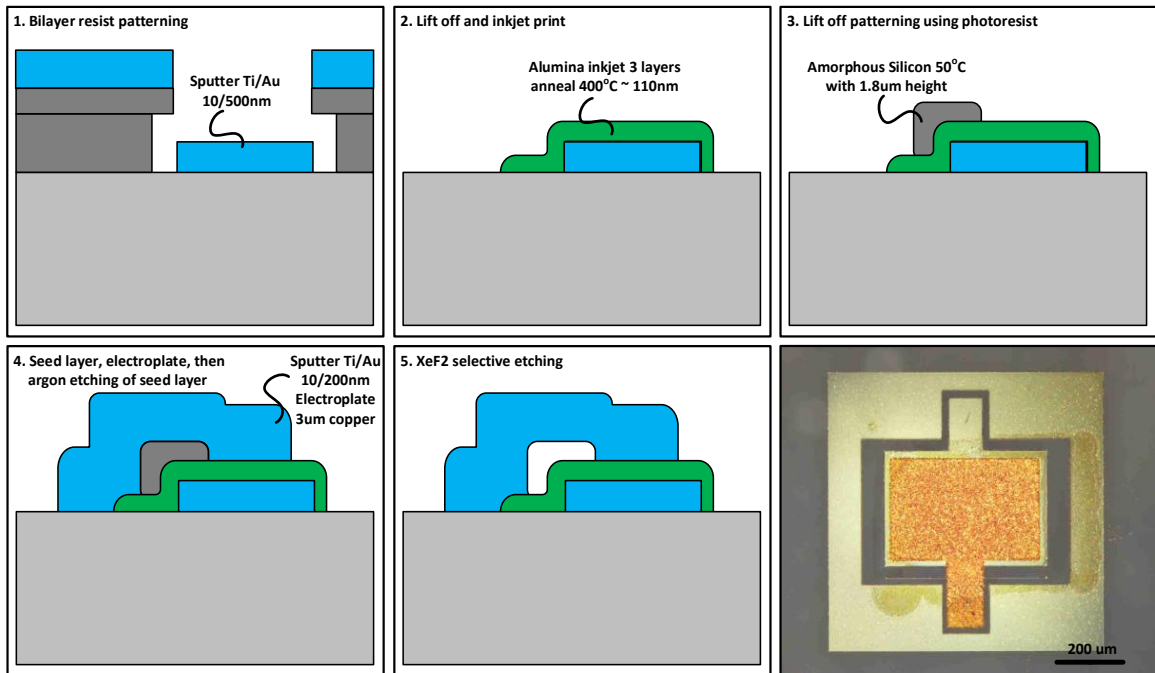 1. Bilayer resist patterning
Sputter Ti/Au
10/500nm
2. Lift off and inkjet print
Alumina inkjet 3 layers
anneal 400°C ~ 110nm
3. Lift off patterning using photoresist
Amorphous Silicon 50°C
with 1.8um height
4. Seed layer, electroplate, then
argon etching of seed layer
Sputter Ti/Au
10/200nm
Electroplate
3um copper
5. XeF2 selective etching
200 um